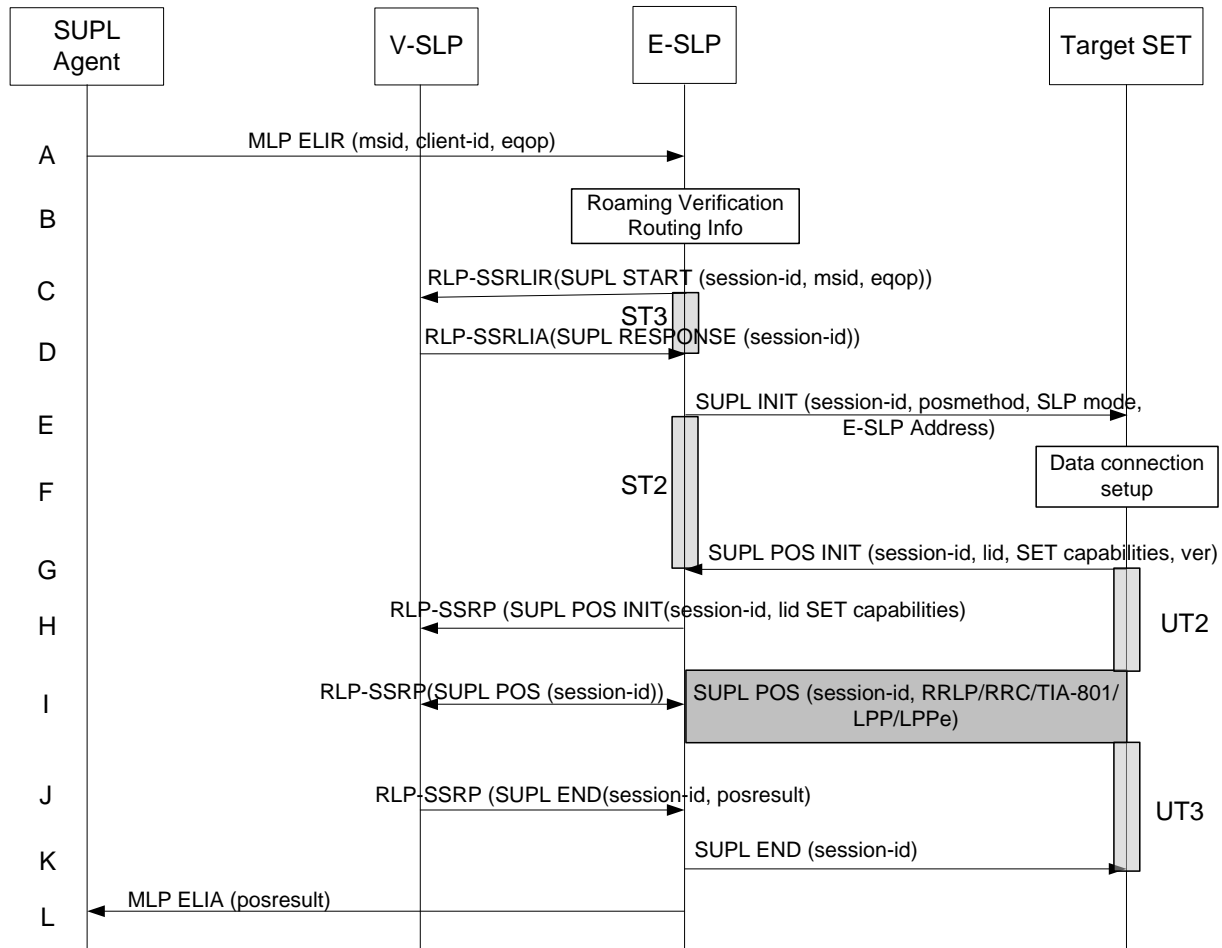 SUPL
Agent
V-SLP
E-SLP
Target SET
A
MLP ELIR (msid, client-id, eqop)
B
Roaming Verification
Routing Info
C
RLP-SSRLIR(SUPL START (session-id, msid, eqop))
ST3
D
RLP-SSRLIA(SUPL RESPONSE (session-id))
E
SUPL INIT (session-id, posmethod, SLP mode,
E-SLP Address)
F
ST2
Data connection
setup
G
SUPL POS INIT (session-id, lid, SET capabilities, ver)
H
RLP-SSRP (SUPL POS INIT(session-id, lid SET capabilities)
UT2
I
RLP-SSRP(SUPL POS (session-id))
SUPL POS (session-id, RRLP/RRC/TIA-801/
LPP/LPPe)
J
RLP-SSRP (SUPL END(session-id, posresult)
UT3
K
SUPL END (session-id)
L
MLP ELIA (posresult)